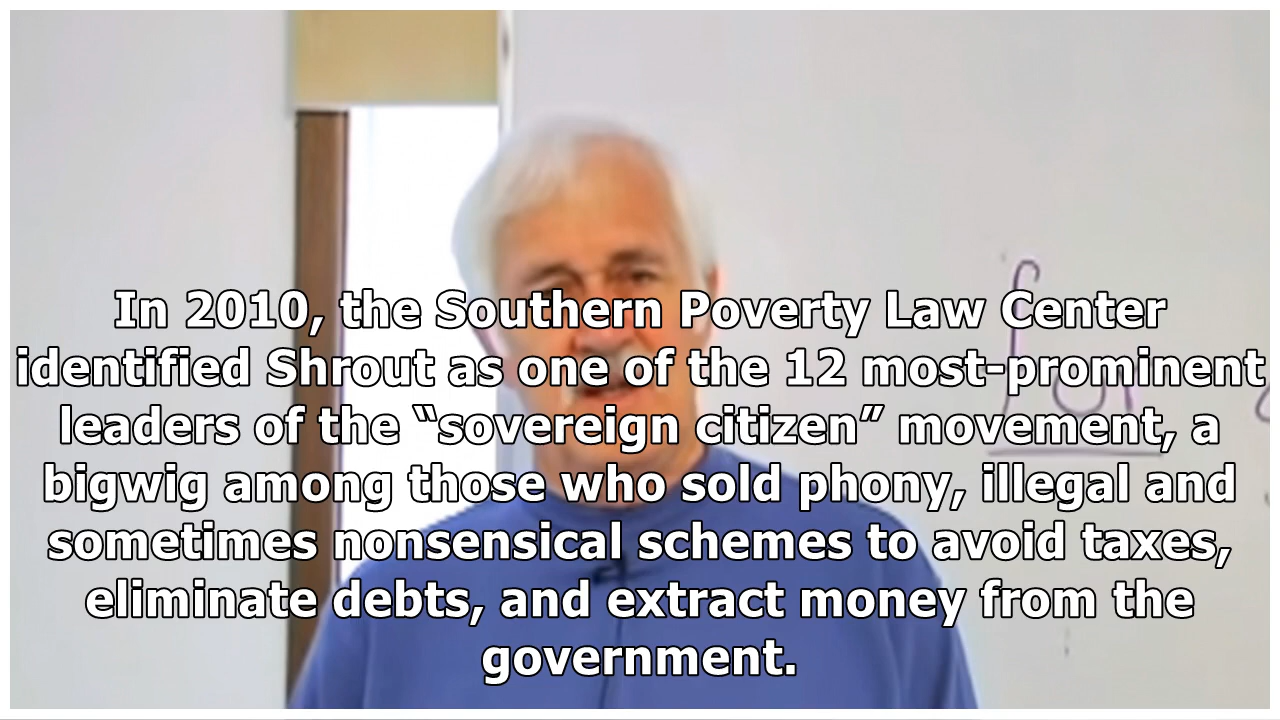 In 2010, the Southern Poverty Law Center
identified Shrout as one of the 12 most-prominent
leaders of the “sovereign citizen” movement, a
bigwig among those who sold phony, illegal and
sometimes nonsensical schemes to avoid taxes,
eliminate debts, and extract money from the
government.